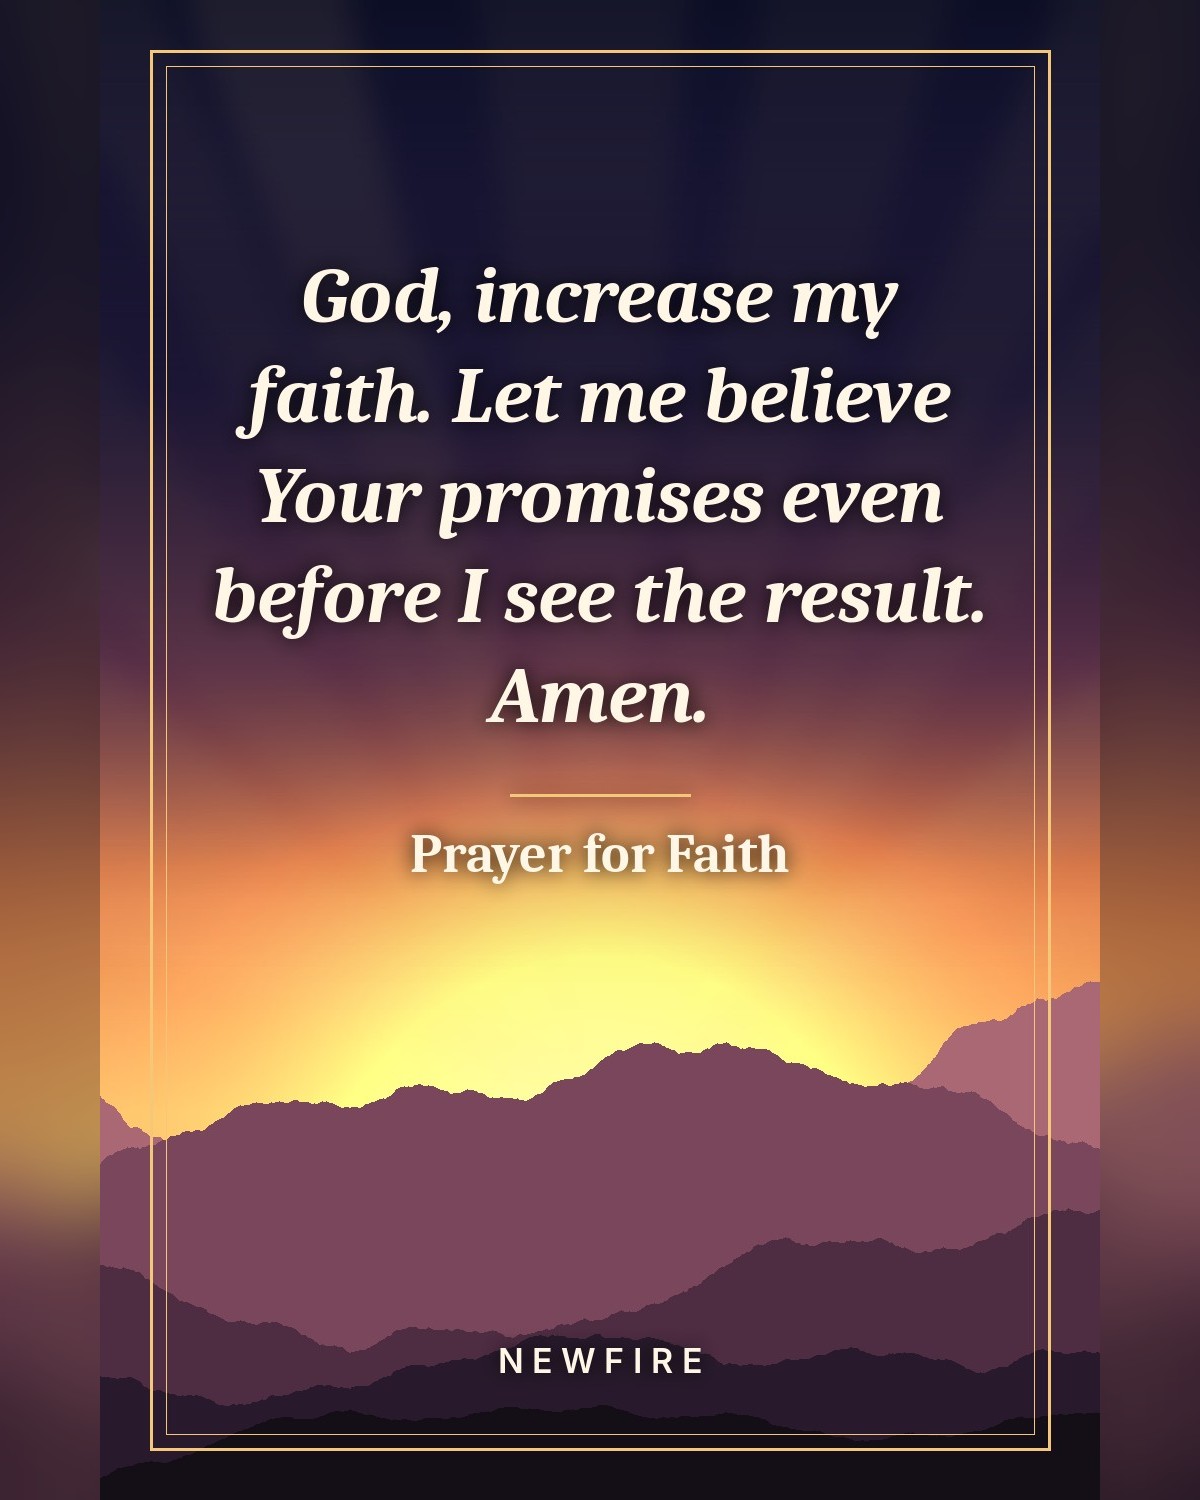 God, increase my
faith. Let me believe
Your promises even
before I see the result.
Amen.
Prayer for Faith
NEWFIRE